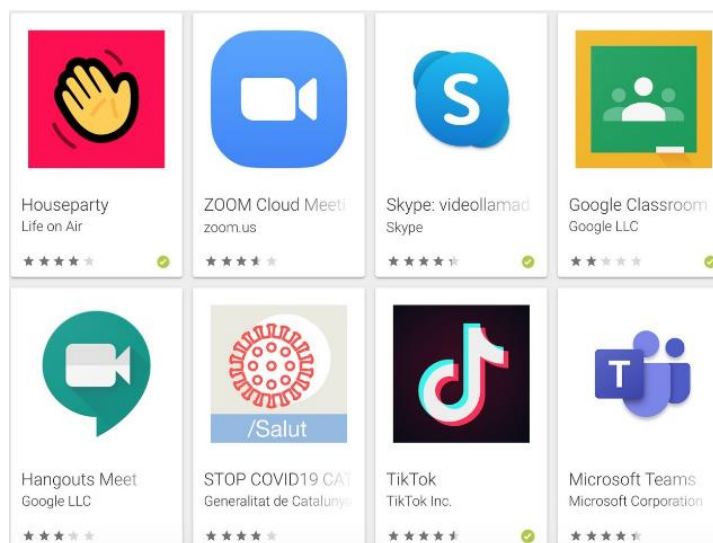 Houseparty
Life on Air
ZOOM Cloud Meeti
zoom.us
S
Skype: videollamad
Skype
Google Classroom
Google LLC
Hangouts Meet
Google LLC
/Salut
STOP COVID19 CAT
Generalitat de Cataluny
TikTok
TikTok Inc.
T
Microsoft Teams
Microsoft Corporation